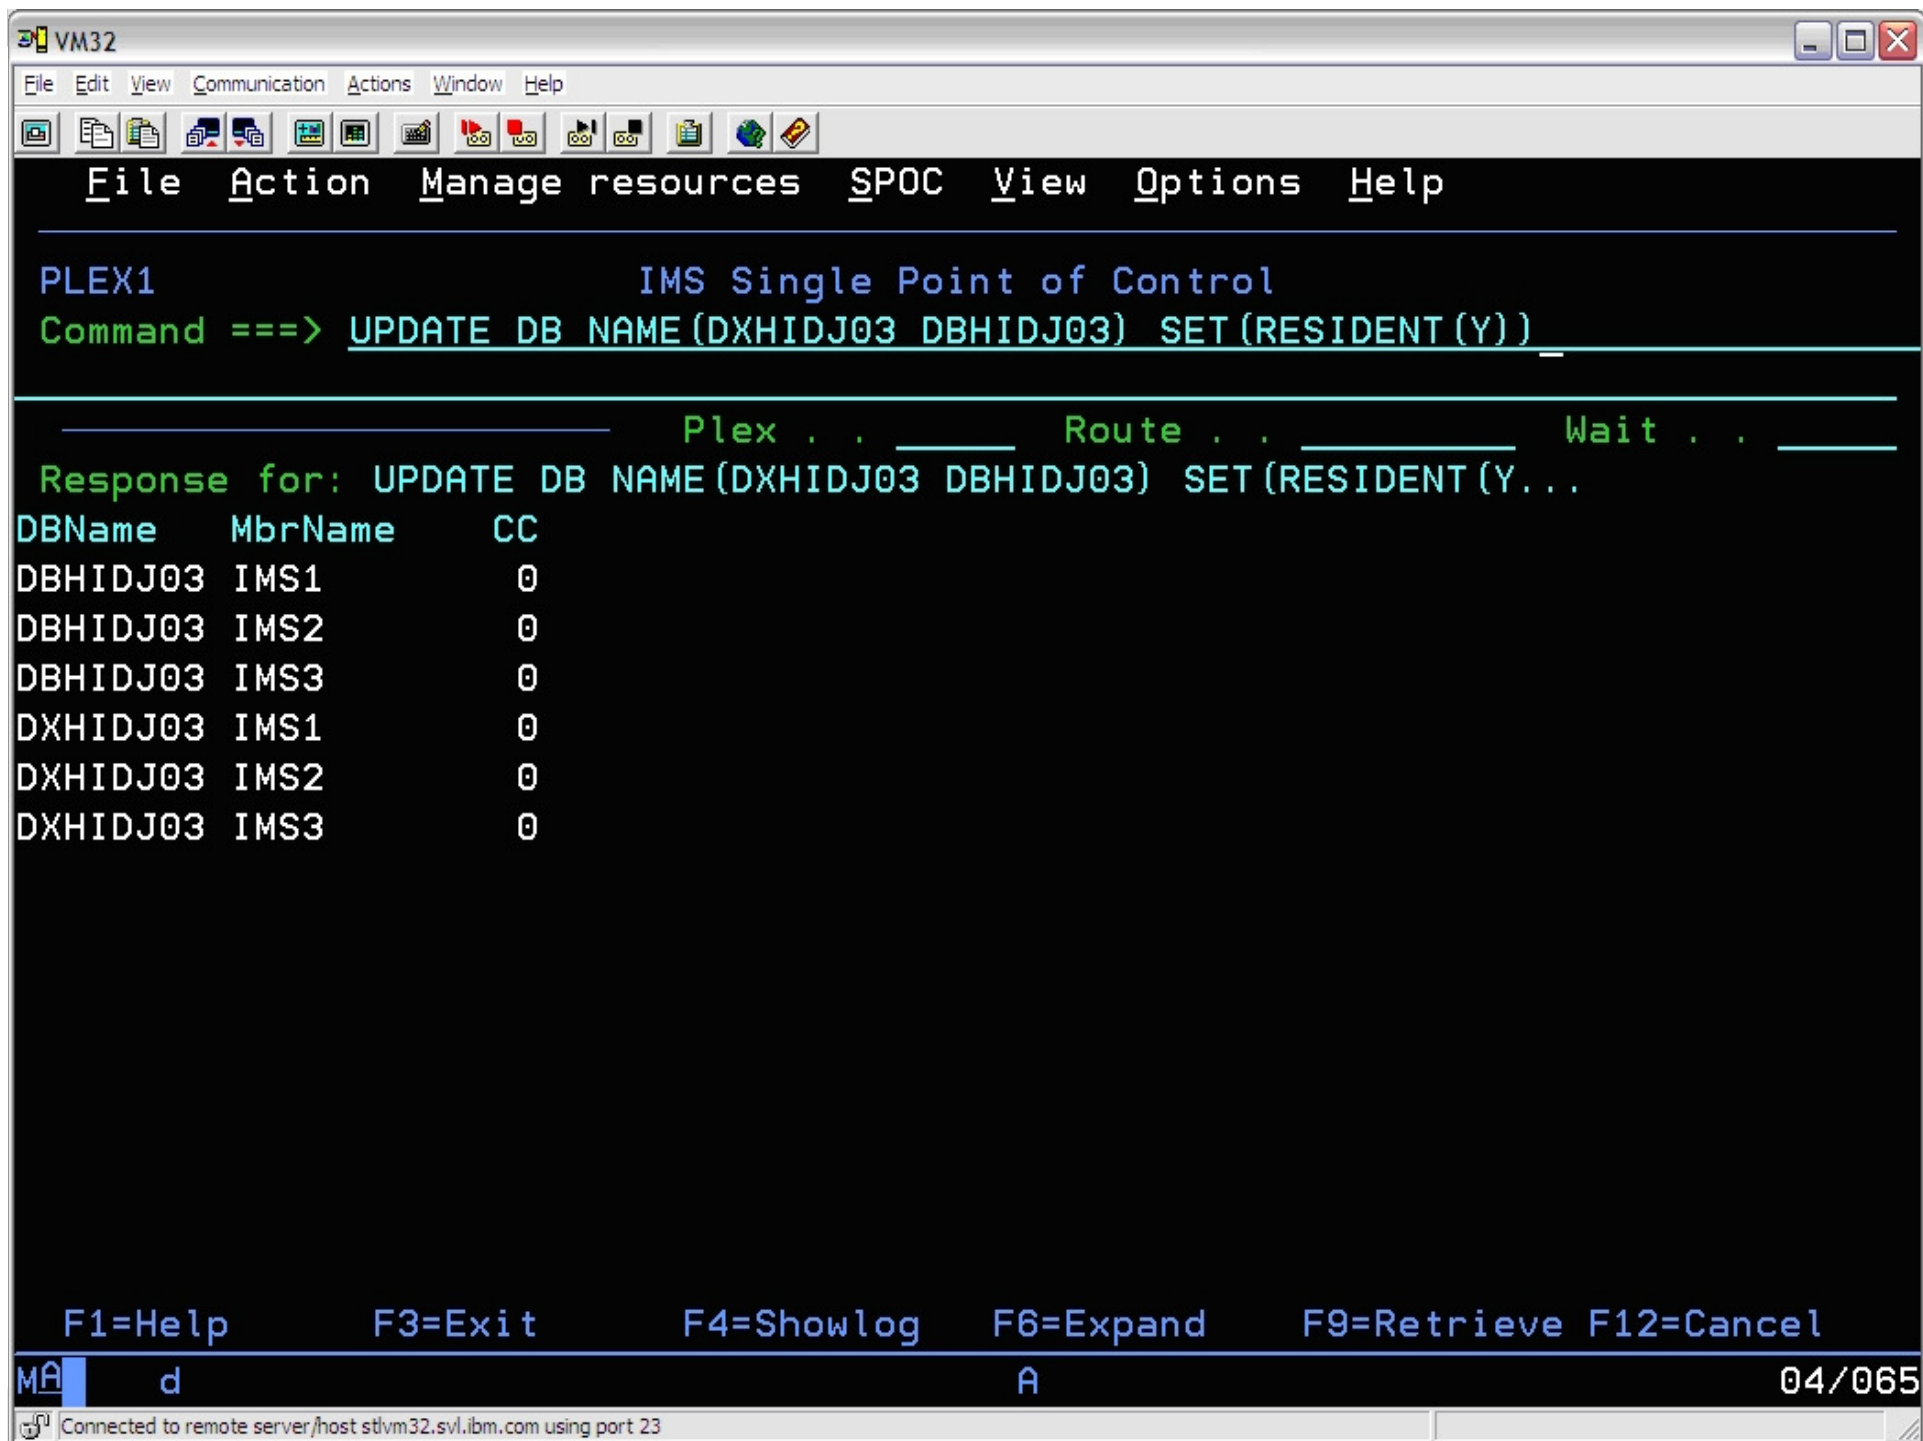 VM32
File Edit View Communication Actions Window Help
File Action Manage resources SPOC View Options Help
PLEX1 IMS Single Point of Control
Command ===> UPDATE DB NAME(DXHIDJ03 DBHIDJ03) SET(RESIDENT(Y))
Plex . . Route . . Wait . .
Response for: UPDATE DB NAME(DXHIDJ03 DBHIDJ03) SET(RESIDENT(Y...
DBName MbrName CC
DBHIDJ03 IMS1 0
DBHIDJ03 IMS2 0
DBHIDJ03 IMS3 0
DXHIDJ03 IMS1 0
DXHIDJ03 IMS2 0
DXHIDJ03 IMS3 0
F1=Help F3=Exit F4=Showlog F6=Expand F9=Retrieve F12=Cancel
MA d A 04/065
Connected to remote server/host stlvm32.svl.ibm.com using port 23